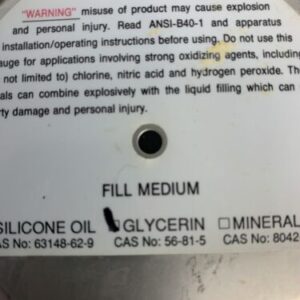 "WARNING" misuse of product may cause explosion
and personal injury. Read ANSI-B40-1 and apparatus
installation/operating instructions before using. Do not use this
auge for applications involving strong oxidizing agents, including
not limited to) chlorine, nitric acid and hydrogen peroxide. The
als can combine explosively with the liquid filling which can
rty damage and personal injury.
FILL MEDIUM
SILICONE OIL GLYCERIN MINERAL
AS No: 63148-62-9 CAS No: 56-81-5 CAS No: 8042